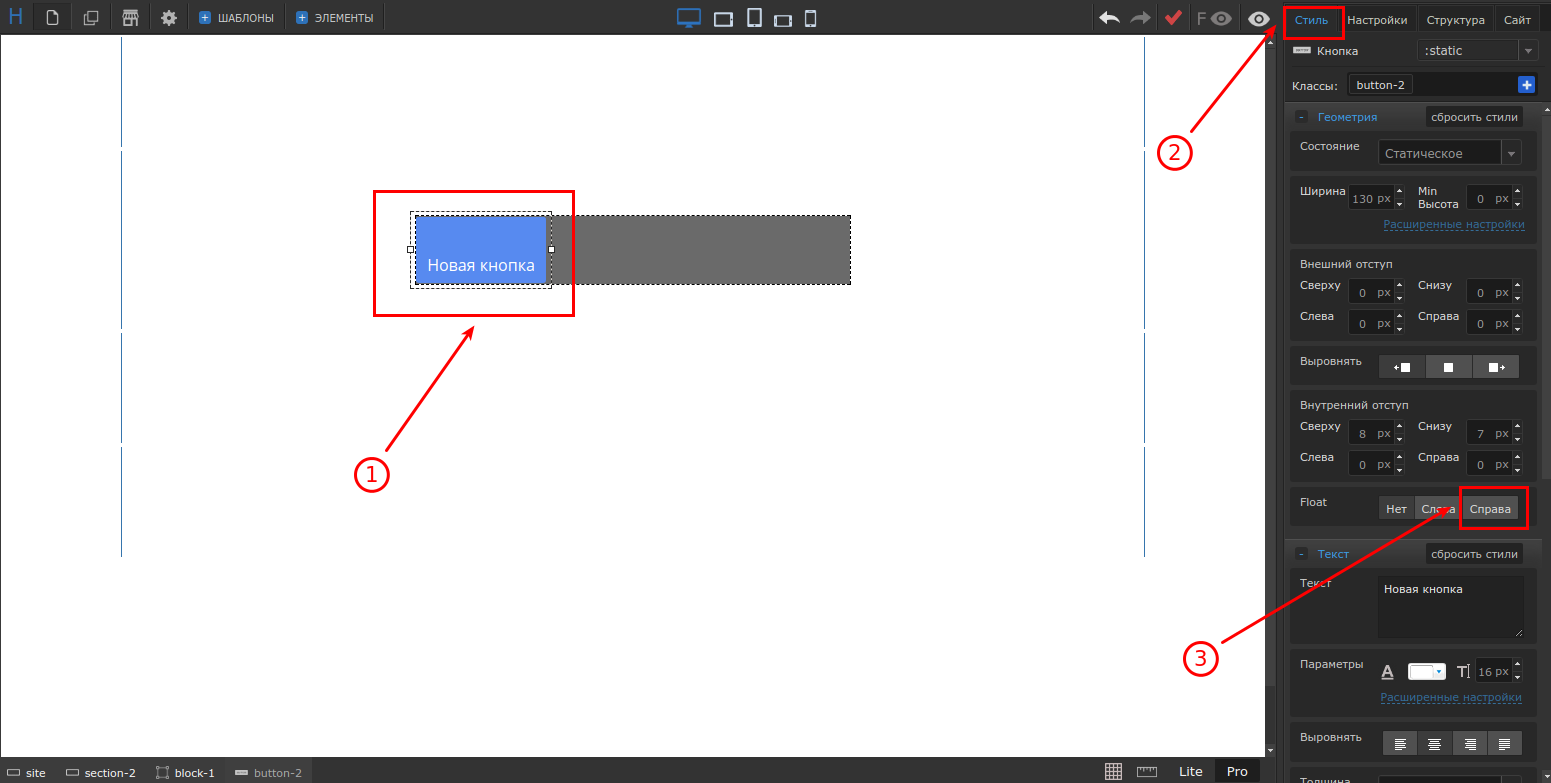 H
ШАБЛОНЫ
ЭЛЕМЕНТЫ
F
Стиль
Настройки
Структура
Сайт
Кнопка
:static
Классы:
button-2
Геометрия
сбросить стили
Состояние
Статическое
Ширина
130 px
Min
Высота
0 px
Расширенные настройки
Внешний отступ
Сверху
0 px
Снизу
0 px
Слева
0 px
Справа
0 px
Выровнять
Внутренний отступ
Сверху
8 px
Снизу
7 px
Слева
0 px
Справа
0 px
Float
Нет
Слева
Справа
Текст
сбросить стили
Текст
Новая кнопка
Параметры
A
T
16 px
Расширенные настройки
Выровнять
Толщина
Новая кнопка
1
2
3
site
section-2
block-1
button-2
Lite
Pro